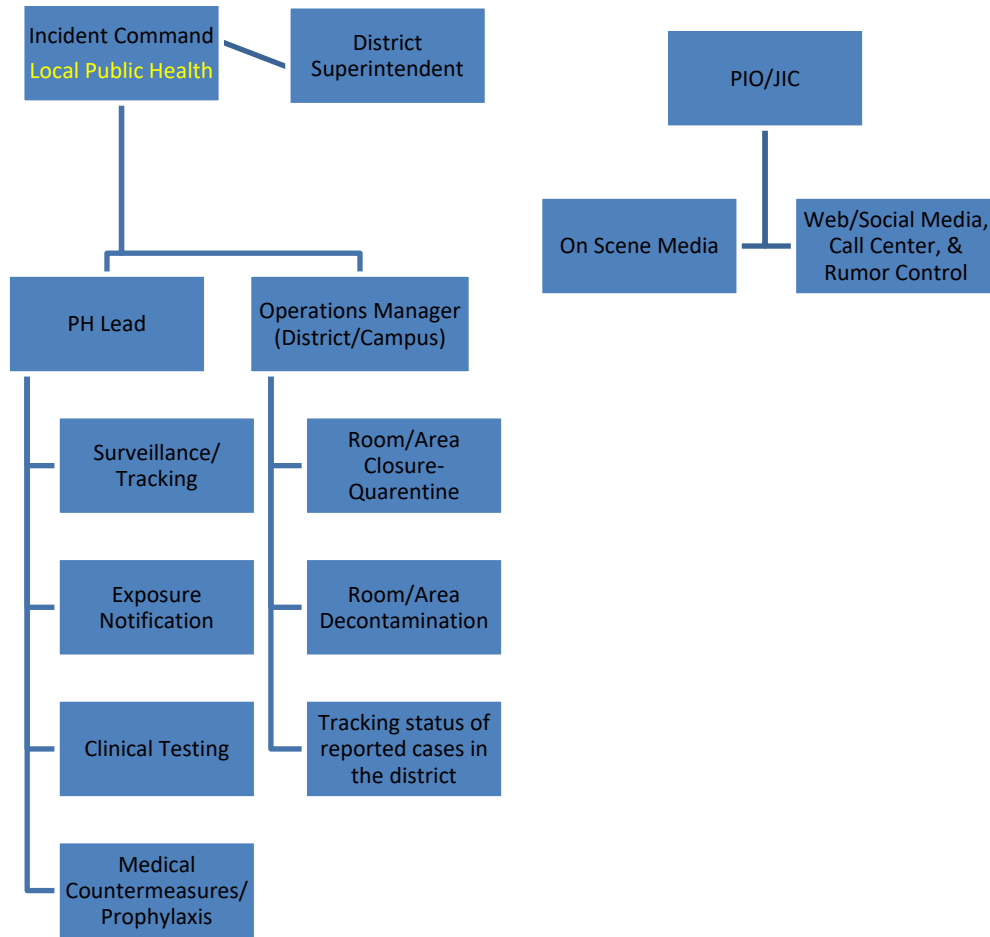 Incident Command
Local Public Health
District
Superintendent
PIO/JIC
On Scene Media
Web/Social Media,
Call Center, &
Rumor Control
PH Lead
Operations Manager
(District/Campus)
Surveillance/
Tracking
Room/Area
Closure-
Quarentine
Exposure
Notification
Room/Area
Decontamination
Clinical Testing
Tracking status of
reported cases in
the district
Medical
Countermeasures/
Prophylaxis